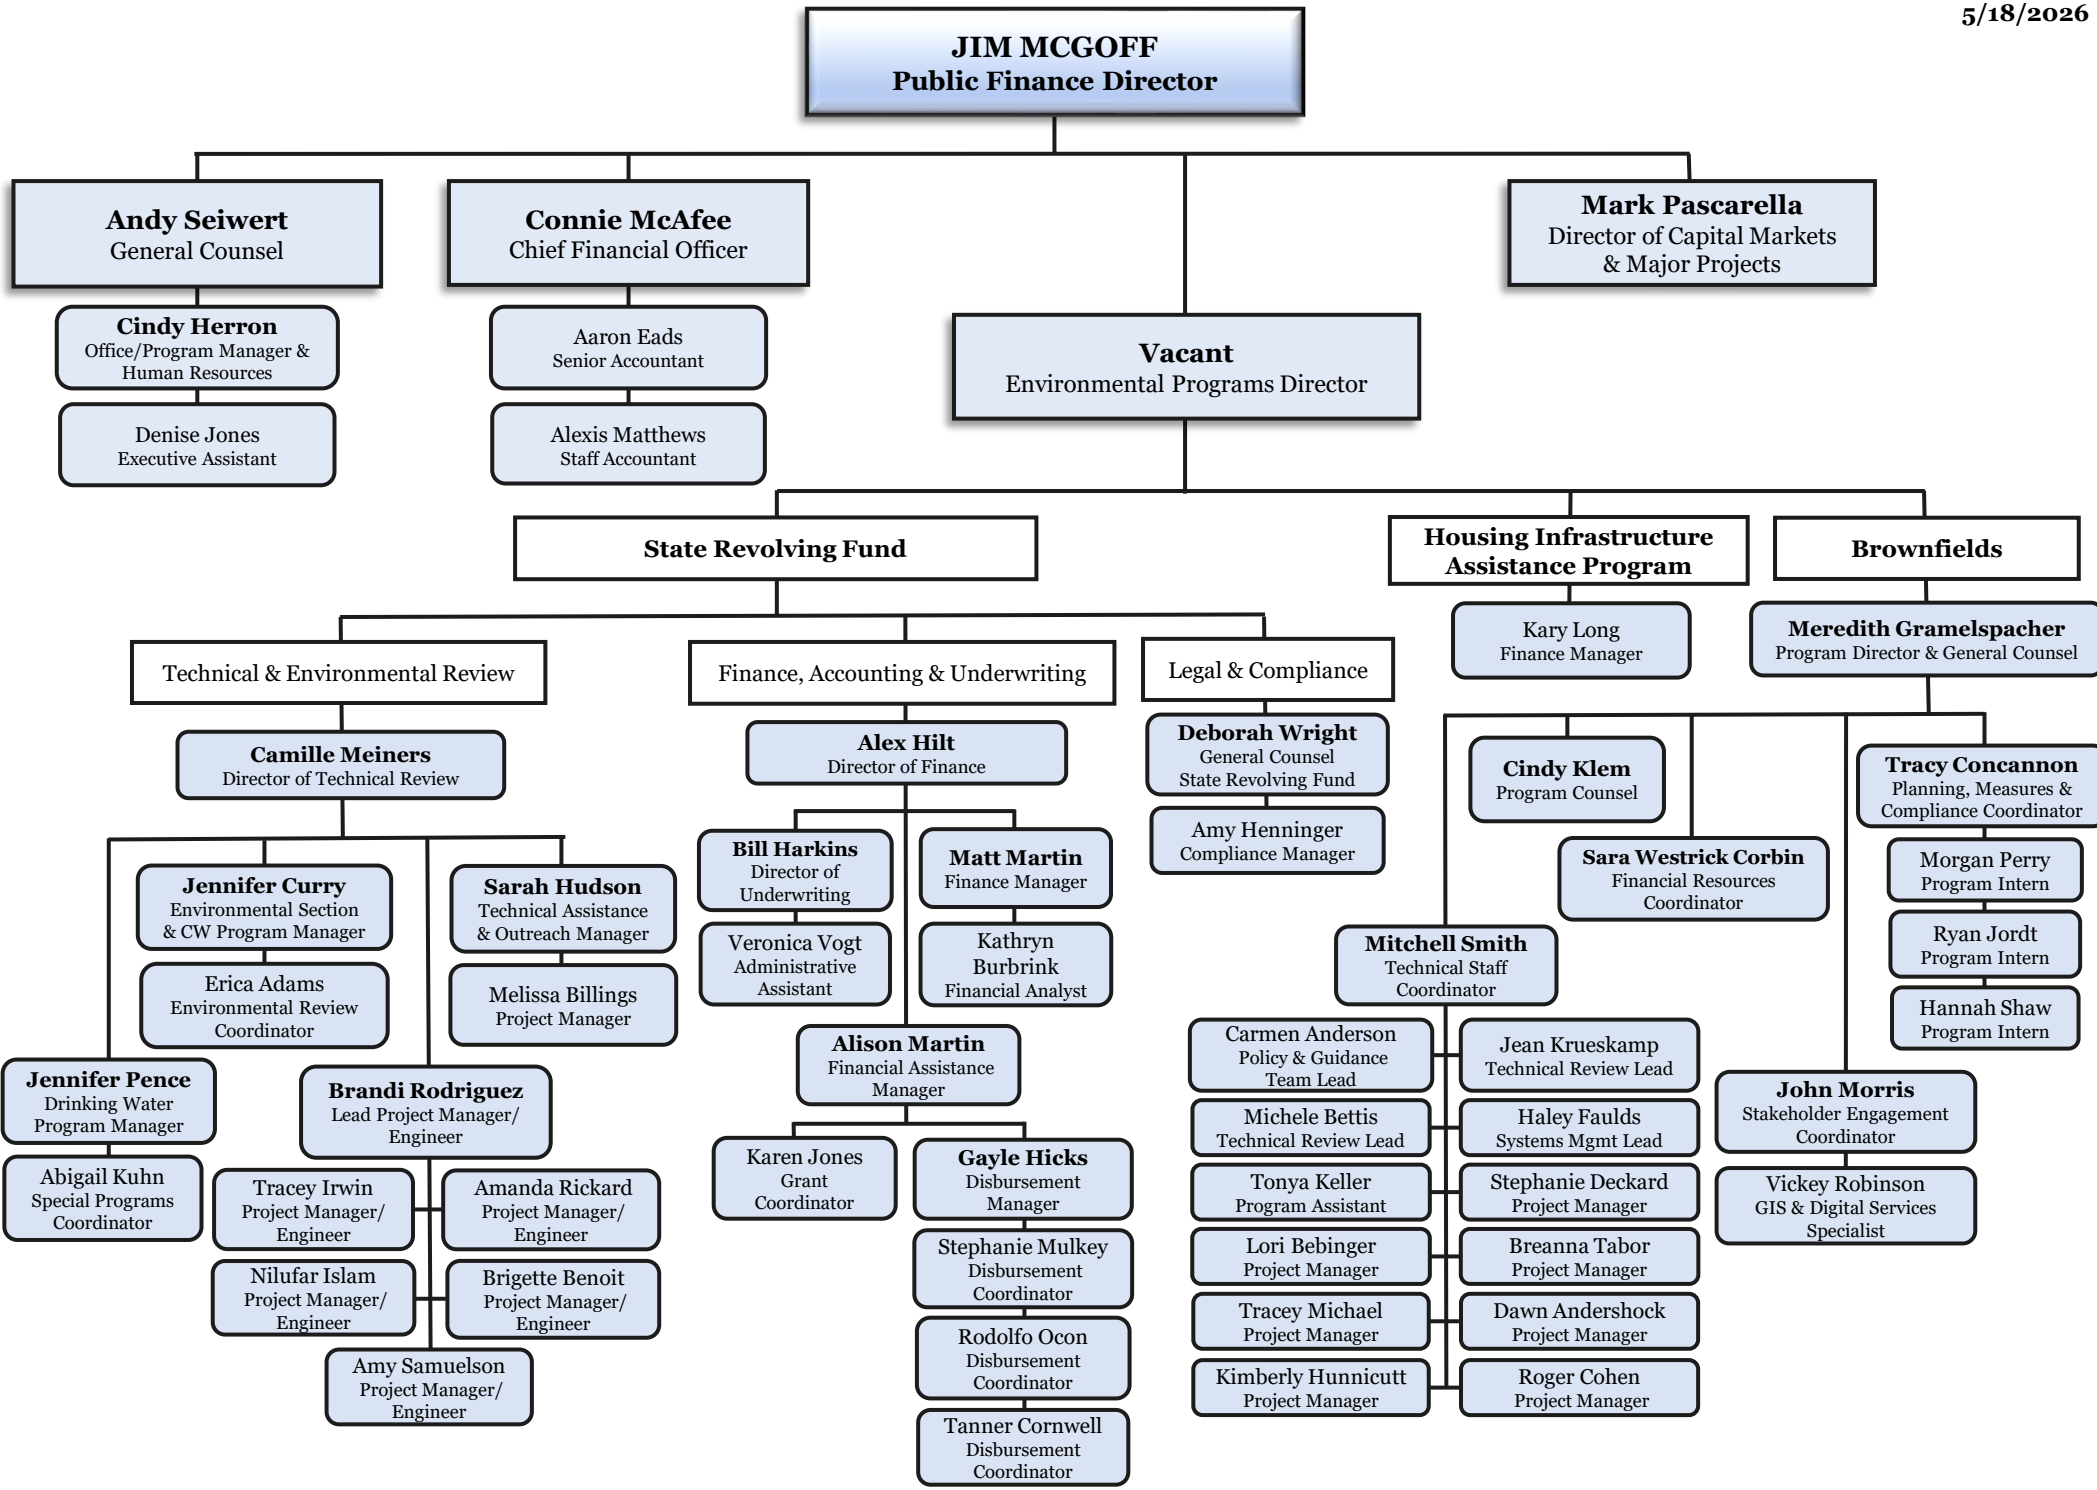 5/18/2026
JIM MCGOFF
Public Finance Director
Andy Seiwert
General Counsel
Connie McAfee
Chief Financial Officer
Mark Pascarella
Director of Capital Markets
& Major Projects
Cindy Herron
Office/Program Manager &
Human Resources
Denise Jones
Executive Assistant
Aaron Eads
Senior Accountant
Alexis Matthews
Staff Accountant
Vacant
Environmental Programs Director
State Revolving Fund
Housing Infrastructure
Assistance Program
Brownfields
Kary Long
Finance Manager
Meredith Gramelspacher
Program Director & General Counsel
Technical & Environmental Review
Finance, Accounting & Underwriting
Legal & Compliance
Camille Meiners
Director of Technical Review
Jennifer Curry
Environmental Section
& CW Program Manager
Erica Adams
Environmental Review
Coordinator
Sarah Hudson
Technical Assistance
& Outreach Manager
Melissa Billings
Project Manager
Jennifer Pence
Drinking Water
Program Manager
Abigail Kuhn
Special Programs
Coordinator
Brandi Rodriguez
Lead Project Manager/
Engineer
Tracey Irwin
Project Manager/
Engineer
Amanda Rickard
Project Manager/
Engineer
Nilufar Islam
Project Manager/
Engineer
Brigette Benoit
Project Manager/
Engineer
Amy Samuelson
Project Manager/
Engineer
Alex Hilt
Director of Finance
Bill Harkins
Director of
Underwriting
Veronica Vogt
Administrative
Assistant
Matt Martin
Finance Manager
Kathryn
Burbrink
Financial Analyst
Alison Martin
Financial Assistance
Manager
Karen Jones
Grant
Coordinator
Gayle Hicks
Disbursement
Manager
Stephanie Mulkey
Disbursement
Coordinator
Rodolfo Ocon
Disbursement
Coordinator
Tanner Cornwell
Disbursement
Coordinator
Deborah Wright
General Counsel
State Revolving Fund
Amy Henninger
Compliance Manager
Cindy Klem
Program Counsel
Sara Westrick Corbin
Financial Resources
Coordinator
Tracy Concannon
Planning, Measures &
Compliance Coordinator
Morgan Perry
Program Intern
Ryan Jordt
Program Intern
Hannah Shaw
Program Intern
Mitchell Smith
Technical Staff
Coordinator
Carmen Anderson
Policy & Guidance
Team Lead
Jean Krueskamp
Technical Review Lead
Michele Bettis
Technical Review Lead
Haley Faulds
Systems Mgmt Lead
Tonya Keller
Program Assistant
Stephanie Deckard
Project Manager
Lori Bebinger
Project Manager
Breanna Tabor
Project Manager
Tracey Michael
Project Manager
Dawn Andershock
Project Manager
Kimberly Hunnicutt
Project Manager
Roger Cohen
Project Manager
John Morris
Stakeholder Engagement
Coordinator
Vickey Robinson
GIS & Digital Services
Specialist